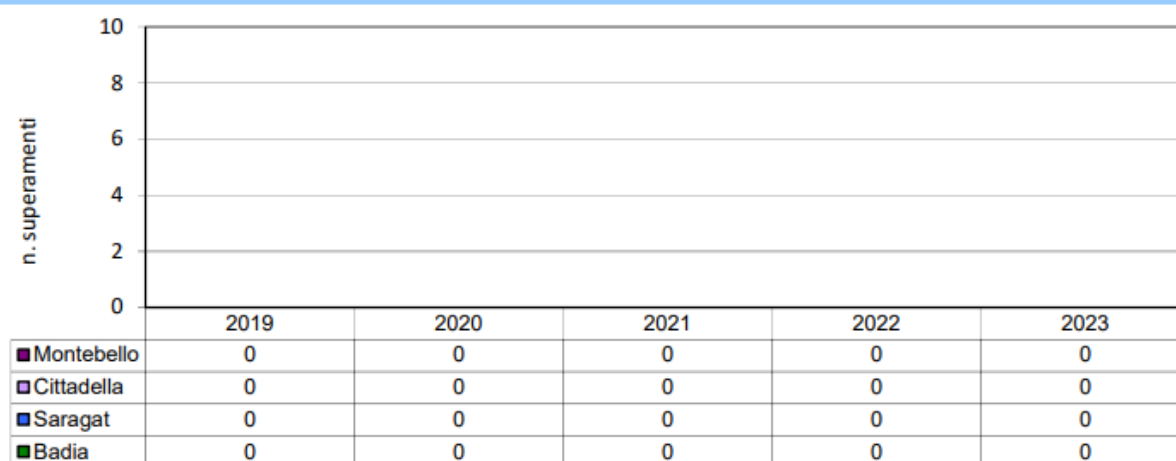 10
8
6
4
2
0
n. superamenti
2019 2020 2021 2022 2023
Montebello 0 0 0 0 0
Cittadella 0 0 0 0 0
Saragat 0 0 0 0 0
Badia 0 0 0 0 0